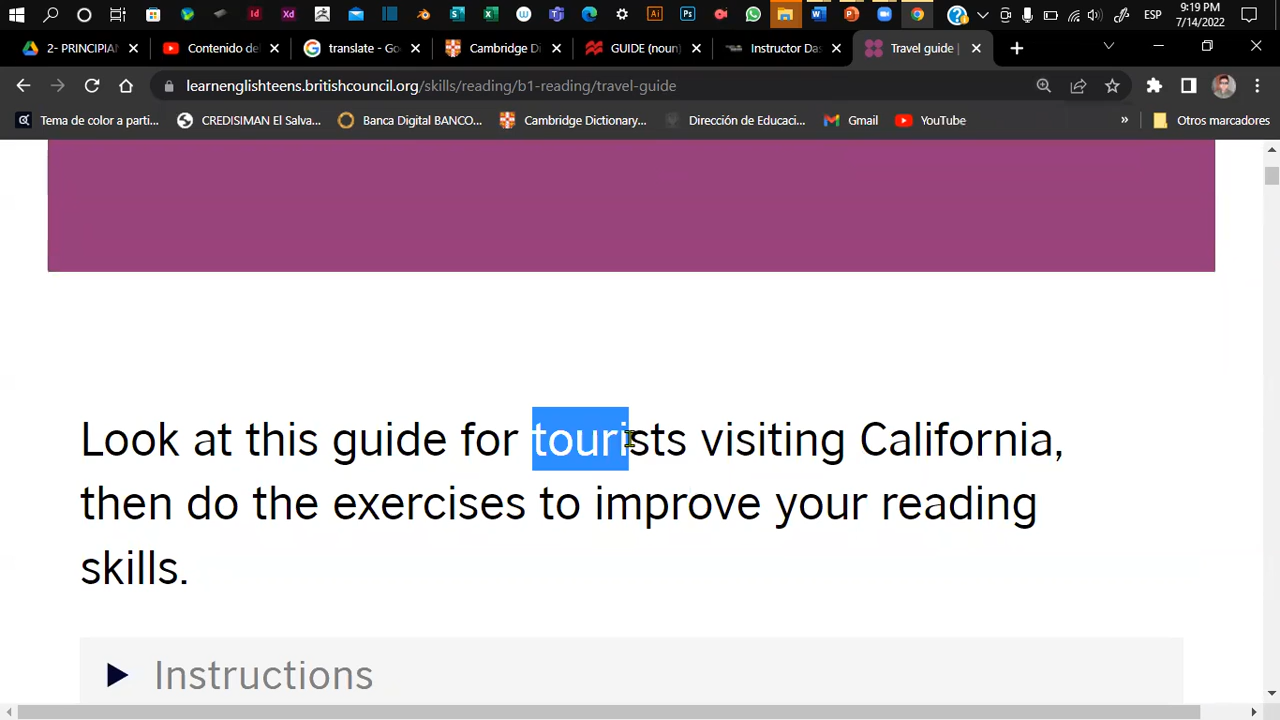 9:19 PM
ESP
7/14/2022
2- PRINCIPIAN
Contenido de
translate - Go
Cambridge Di
GUIDE (noun)
Instructor Das
Travel guide |
learnenglishteens.britishcouncil.org/skills/reading/b1-reading/travel-guide
Tema de color a parti...
CREDISIMAN El Salva...
Banca Digital BANCO...
Cambridge Dictionary...
Dirección de Educaci...
Gmail
YouTube
»
Otros marcadores
Look at this guide for tourists visiting California,
then do the exercises to improve your reading
skills.
Instructions